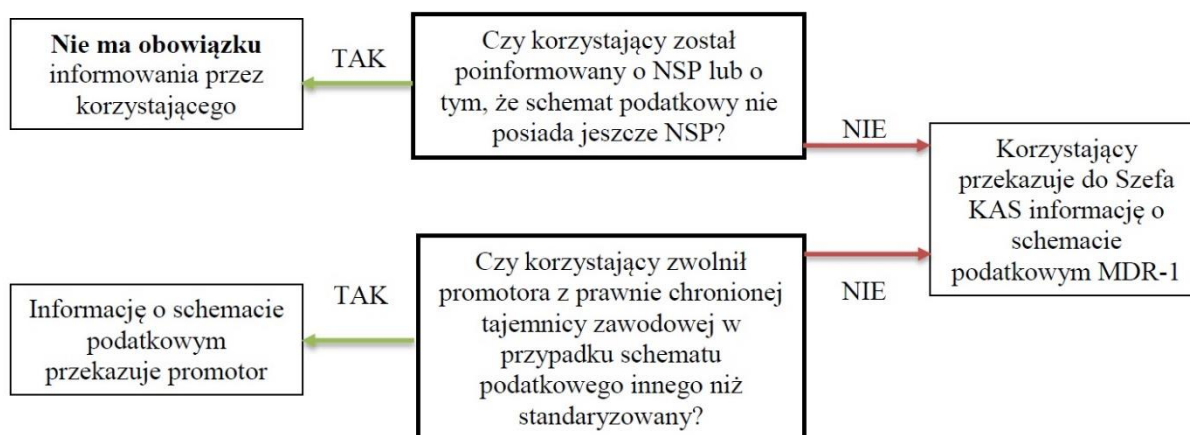 Nie ma obowiązku
informowania przez
korzystającego
TAK
Czy korzystający został
poinformowany o NSP lub o
tym, że schemat podatkowy nie
posiada jeszcze NSP?
NIE
Korzystający
przekazuje do Szefa
KAS informację o
schemacie
podatkowym MDR-1
Informację o schemacie
podatkowym
przekazuje promotor
TAK
Czy korzystający zwolnił
promotora z prawnie chronionej
tajemnicy zawodowej w
przypadku schematu
podatkowego innego niż
standaryzowany?
NIE